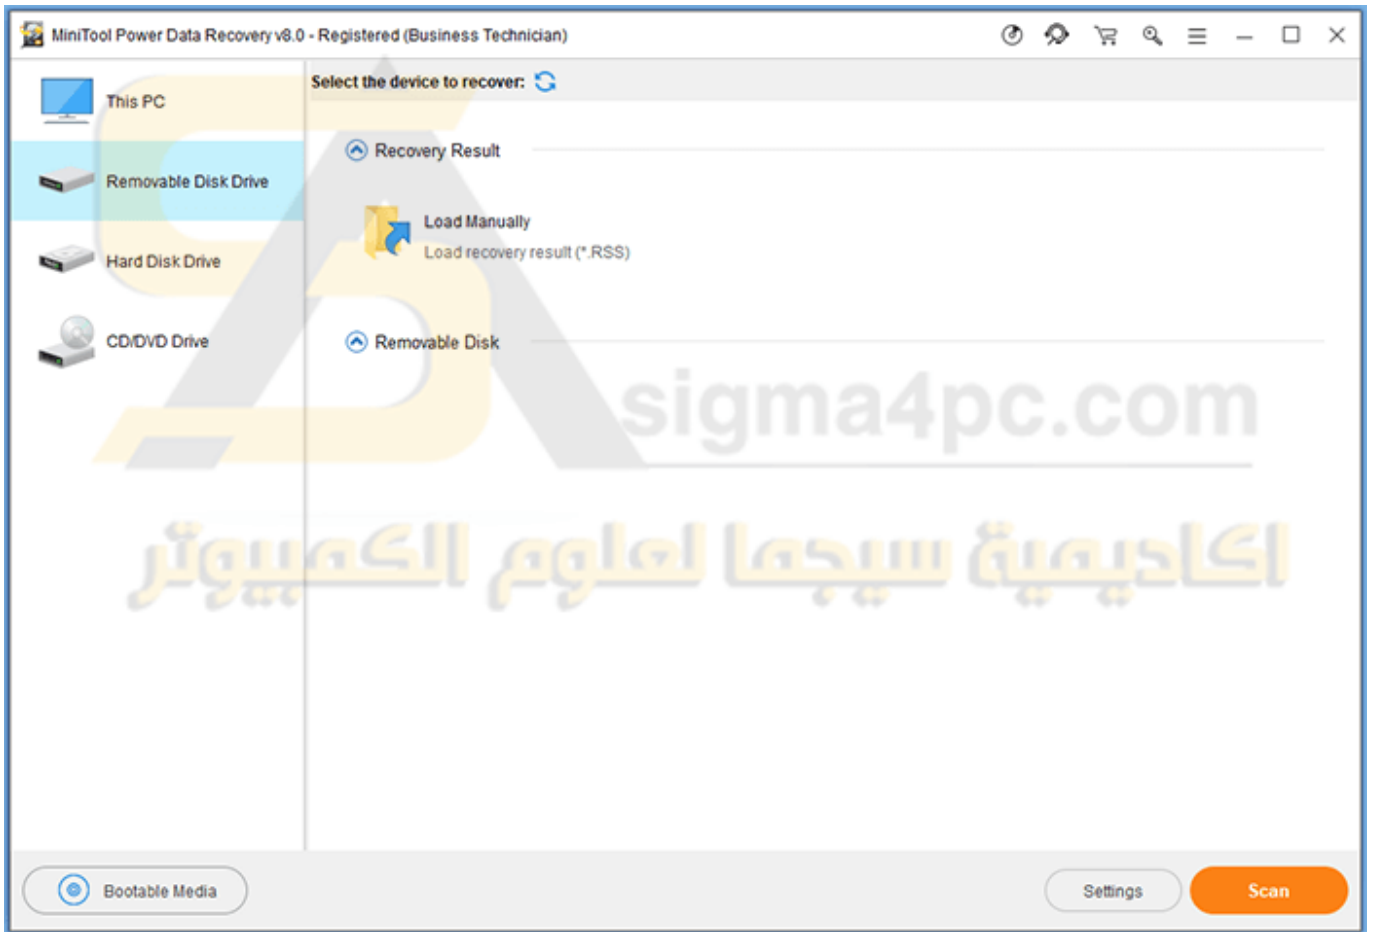 MiniTool Power Data Recovery v8.0 - Registered (Business Technician)
This PC
Removable Disk Drive
Hard Disk Drive
CD/DVD Drive
Select the device to recover:
Recovery Result
Load Manually
Load recovery result (*.RSS)
Removable Disk
sigma4pc.com
اكاديمية سيجما لعلوم الكمبيوتر
Bootable Media
Settings
Scan